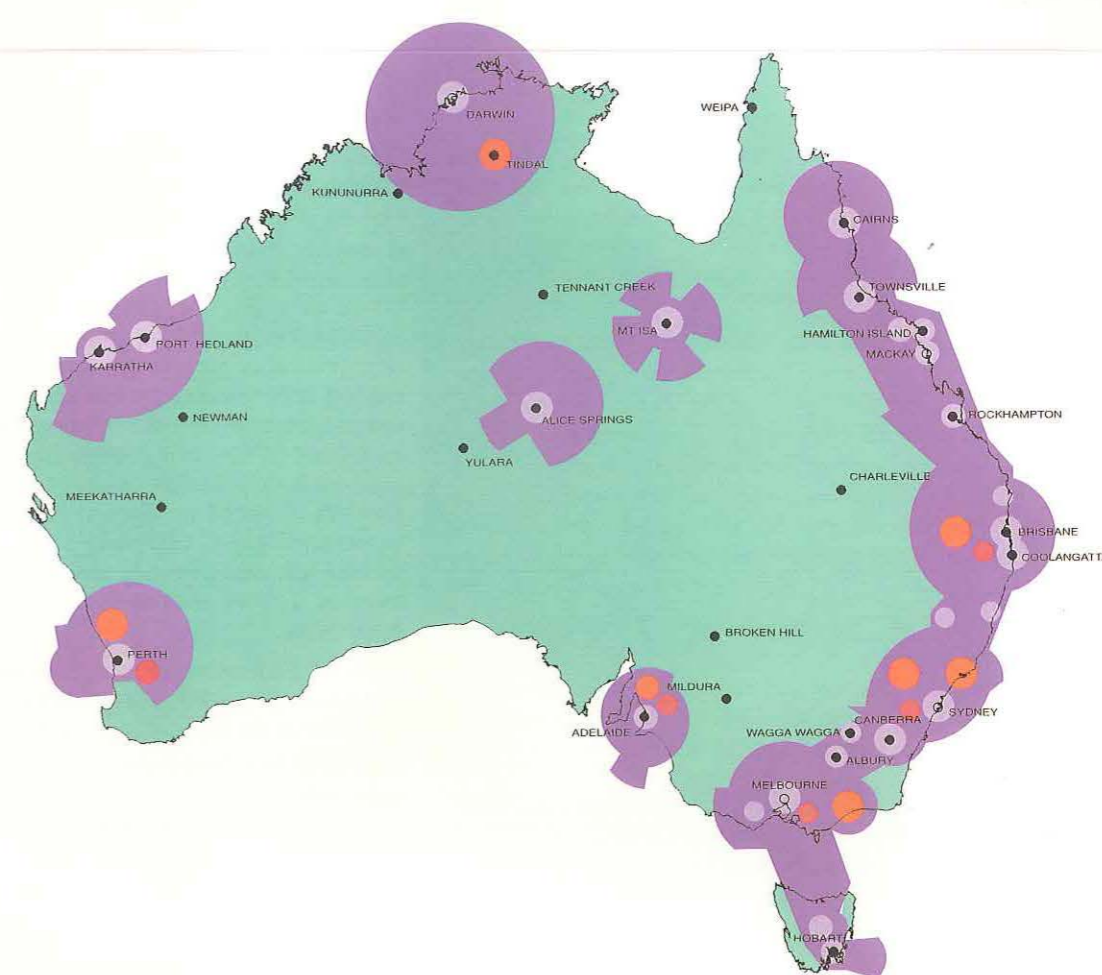 WEIPA
DARWIN
TINDAL
KUNUNURRA
CAIRNS
TENNANT CREEK
TOWNSVILLE
MT ISA
HAMILTON ISLAND
PORT HEDLAND
MACKAY
KARRATHA
NEWMAN
ALICE SPRINGS
ROCKHAMPTON
YULARA
CHARLEVILLE
MEEKATHARRA
BRISBANE
COOLANGATT
BROKEN HILL
PERTH
MILDURA
SYDNEY
CANBERRA
ADELAIDE
WAGGA WAGGA
ALBURY
MELBOURNE
HOBART